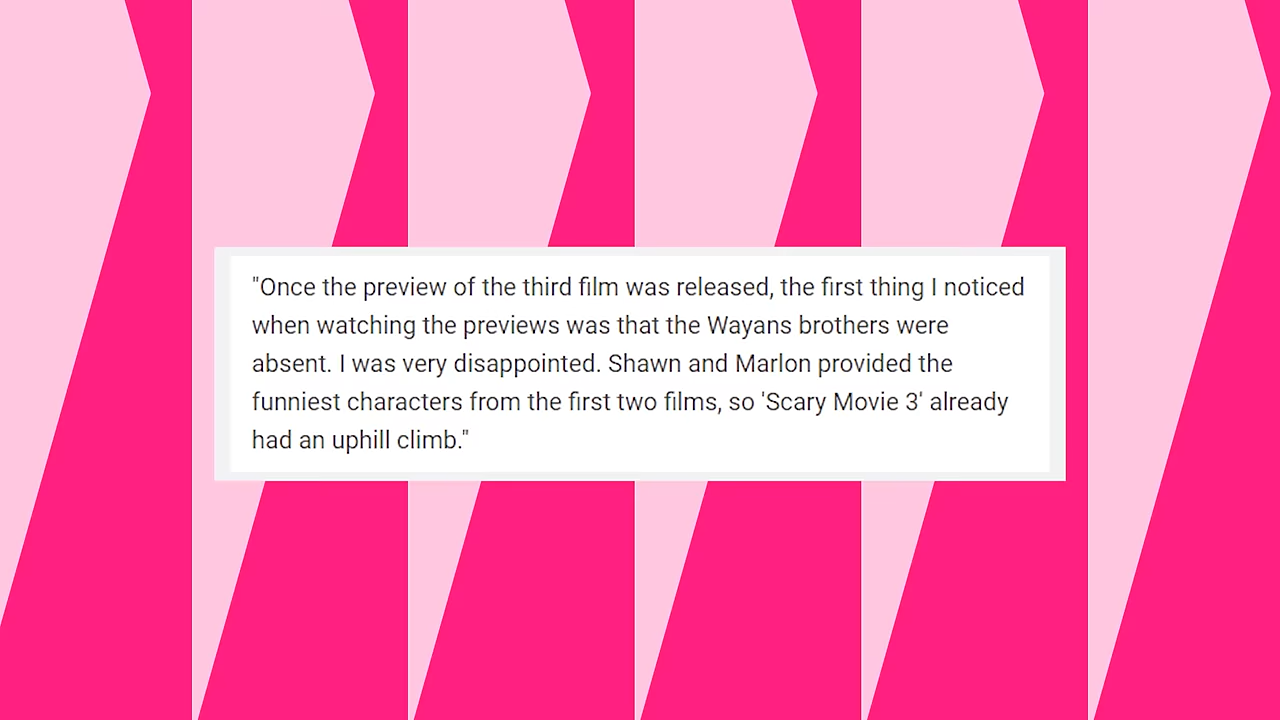 "Once the preview of the third film was released, the first thing I noticed
when watching the previews was that the Wayans brothers were
absent. I was very disappointed. Shawn and Marlon provided the
funniest characters from the first two films, so 'Scary Movie 3' already
had an uphill climb."